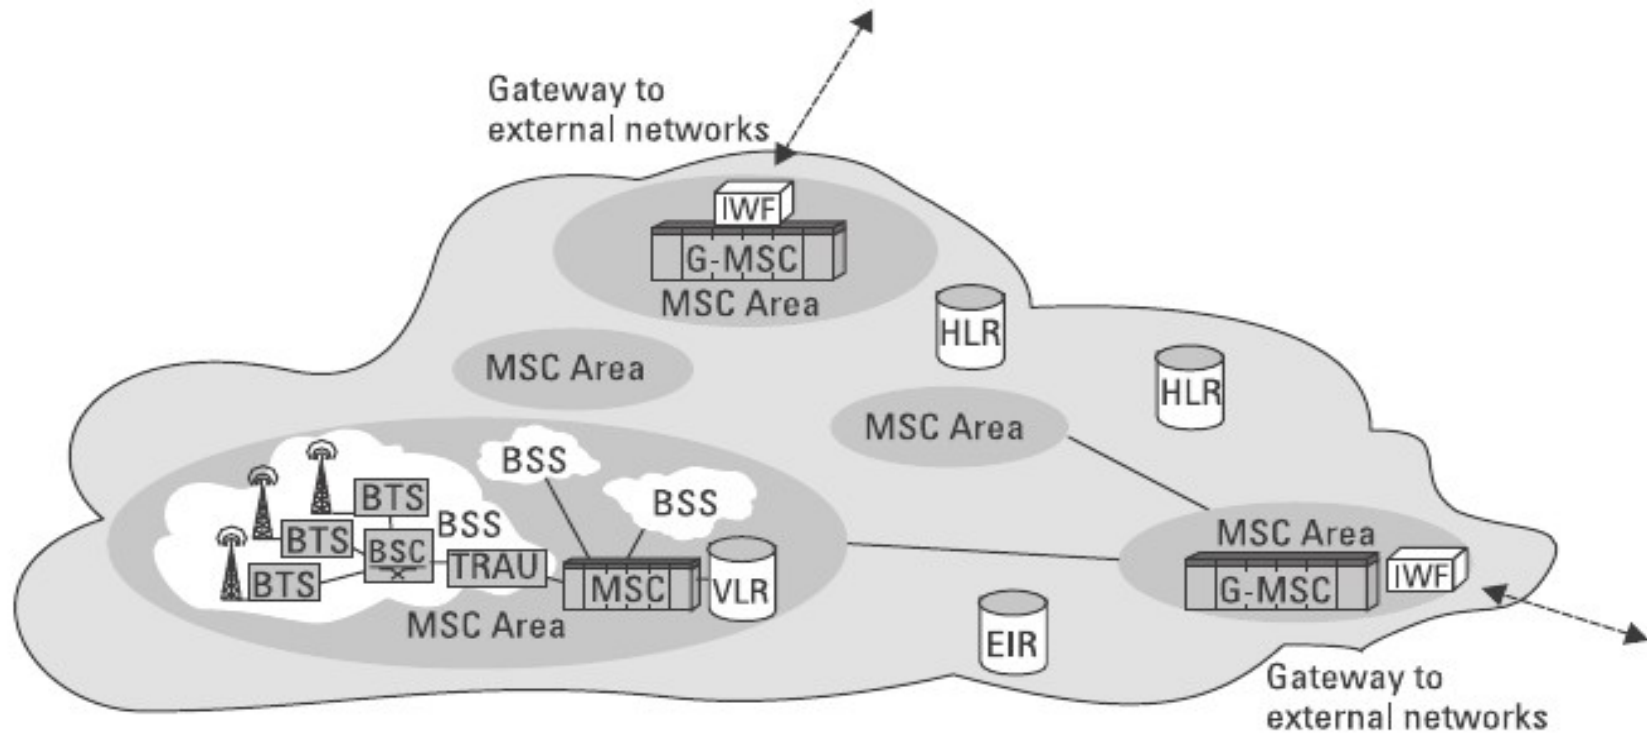 Gateway to
external networks
IWF
G-MSC
MSC Area
HLR
MSC Area
HLR
MSC Area
BSS
BSS
BTS
BSS
BTS
BSC
TRAU
BTS
MSC
VLR
MSC Area
MSC Area
G-MSC
IWF
EIR
Gateway to
external networks